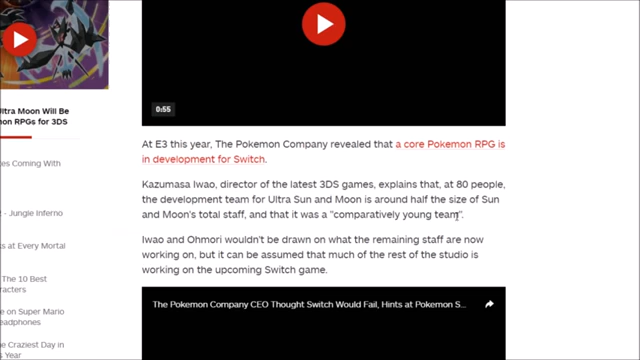 0:55
ltra Moon Will Be
on RPGs for 3DS
es Coming With
- Jungle Inferno
s at Every Mortal
The 10 Best
racters
e on Super Mario
eadphones
e Craziest Day in
s Year
At E3 this year, The Pokemon Company revealed that a core Pokemon RPG is
in development for Switch.
Kazumasa Iwao, director of the latest 3DS games, explains that, at 80 people,
the development team for Ultra Sun and Moon is around half the size of Sun
and Moon's total staff, and that it was a "comparatively young team".
Iwao and Ohmori wouldn't be drawn on what the remaining staff are now
working on, but it can be assumed that much of the rest of the studio is
working on the upcoming Switch game.
The Pokemon Company CEO Thought Switch Would Fail, Hints at Pokemon S...